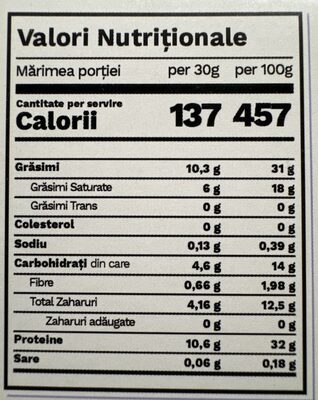 Valori Nutriționale
Mărimea porției per 30g per 100g
Cantitate per servire
Calorii 137 457
Grăsimi 10,3 g 31 g
Grăsimi Saturate 6 g 18 g
Grăsimi Trans 0 g 0 g
Colesterol 0 g 0 g
Sodiu 0,13 g 0,39 g
Carbohidrați din care 4,6 g 14 g
Fibre 0,66 g 1,98 g
Total Zaharuri 4,16 g 12,5 g
Zaharuri adăugate 0 g 0 g
Proteine 10,6 g 32 g
Sare 0,06 g 0,18 g